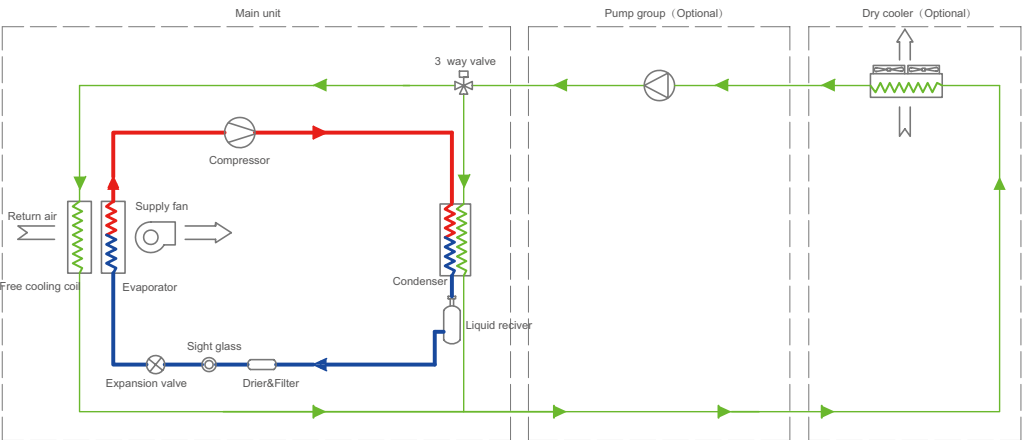 Main unit
Pump group（Optional）
Dry cooler（Optional）
3 way valve
Compressor
Return air
Supply fan
Free cooling coil
Evaporator
Condenser
Liquid reciver
Sight glass
Expansion valve
Drier&Filter